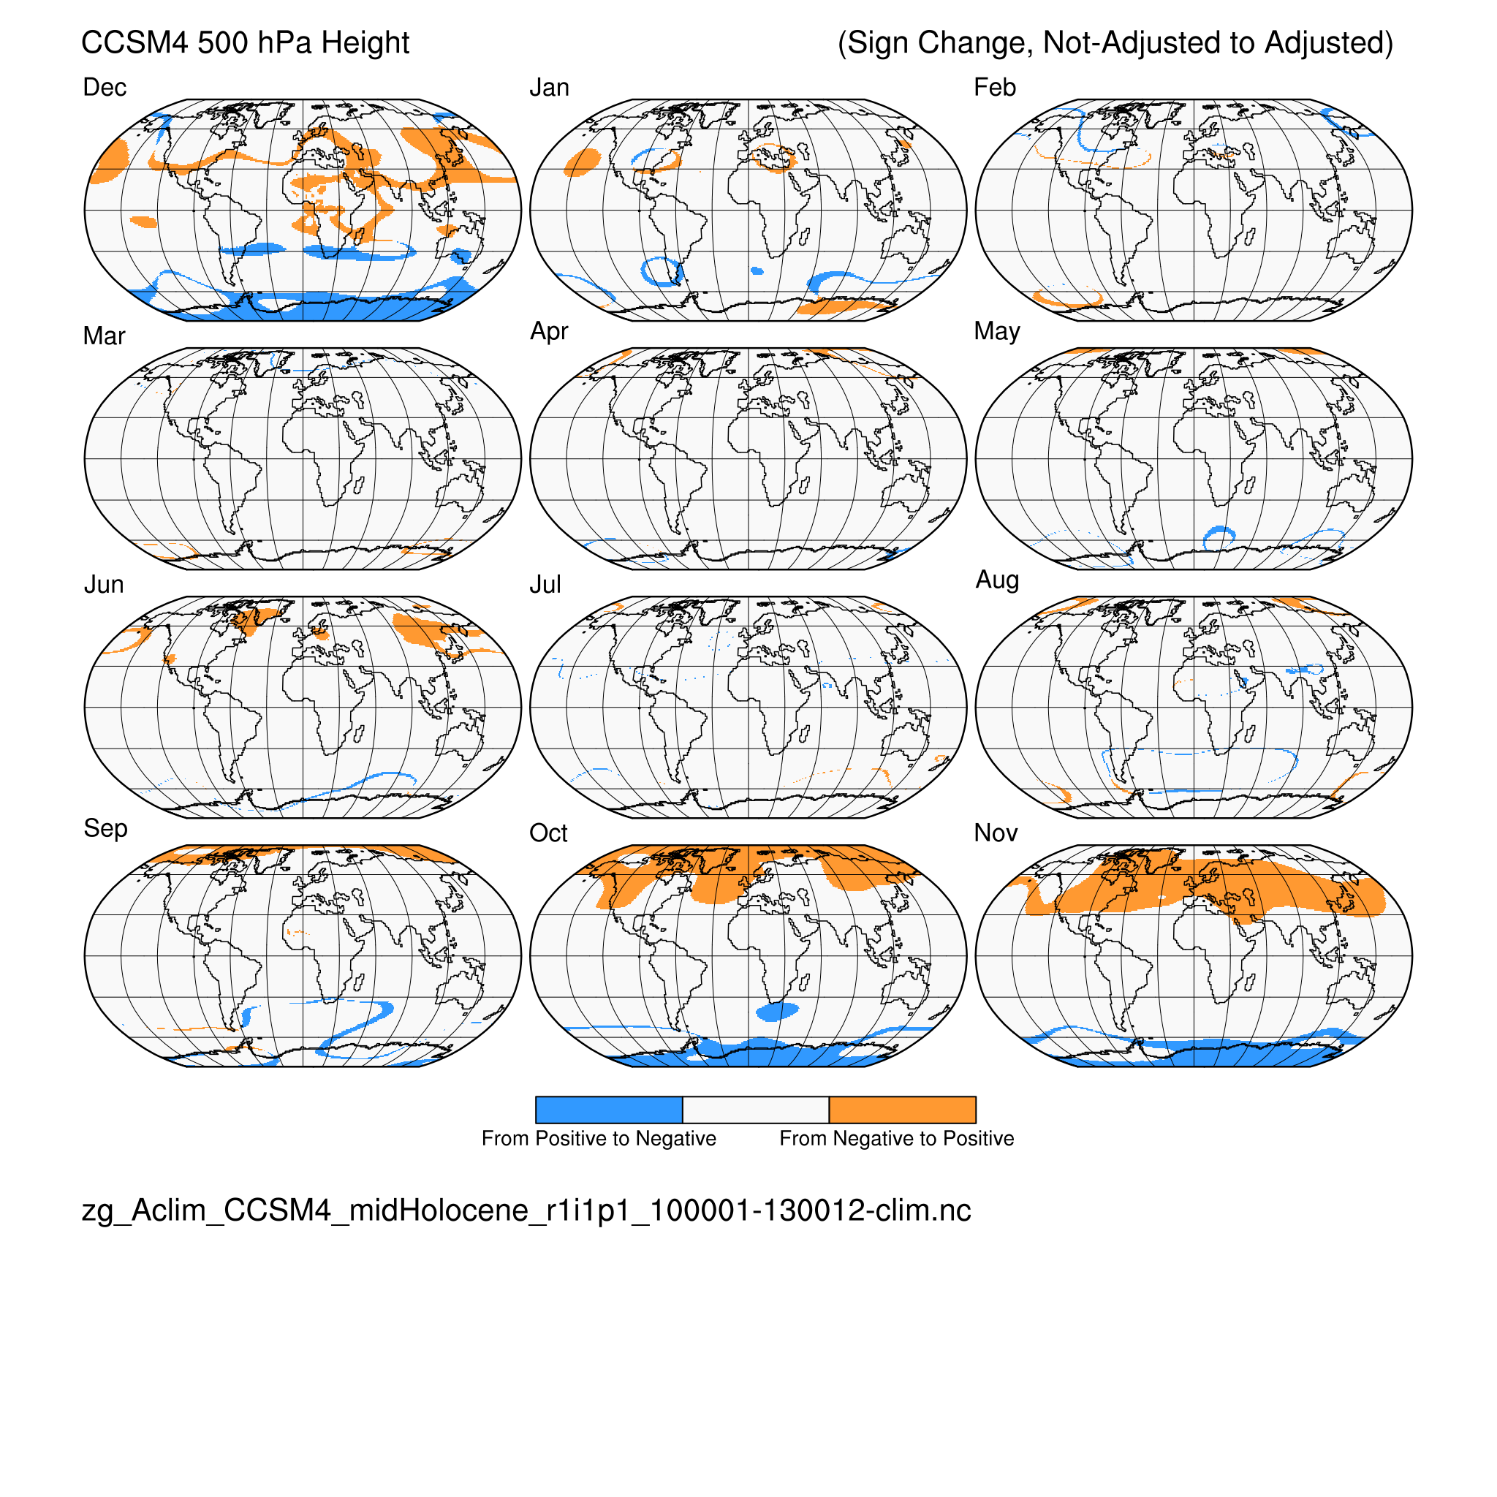 CCSM4 500 hPa Height (Sign Change, Not-Adjusted to Adjusted)
Dec Jan Feb
Mar Apr May
Jun Jul Aug
Sep Oct Nov
From Positive to Negative From Negative to Positive
zg_Aclim_CCSM4_midHolocene_r1i1p1_100001-130012-clim.nc